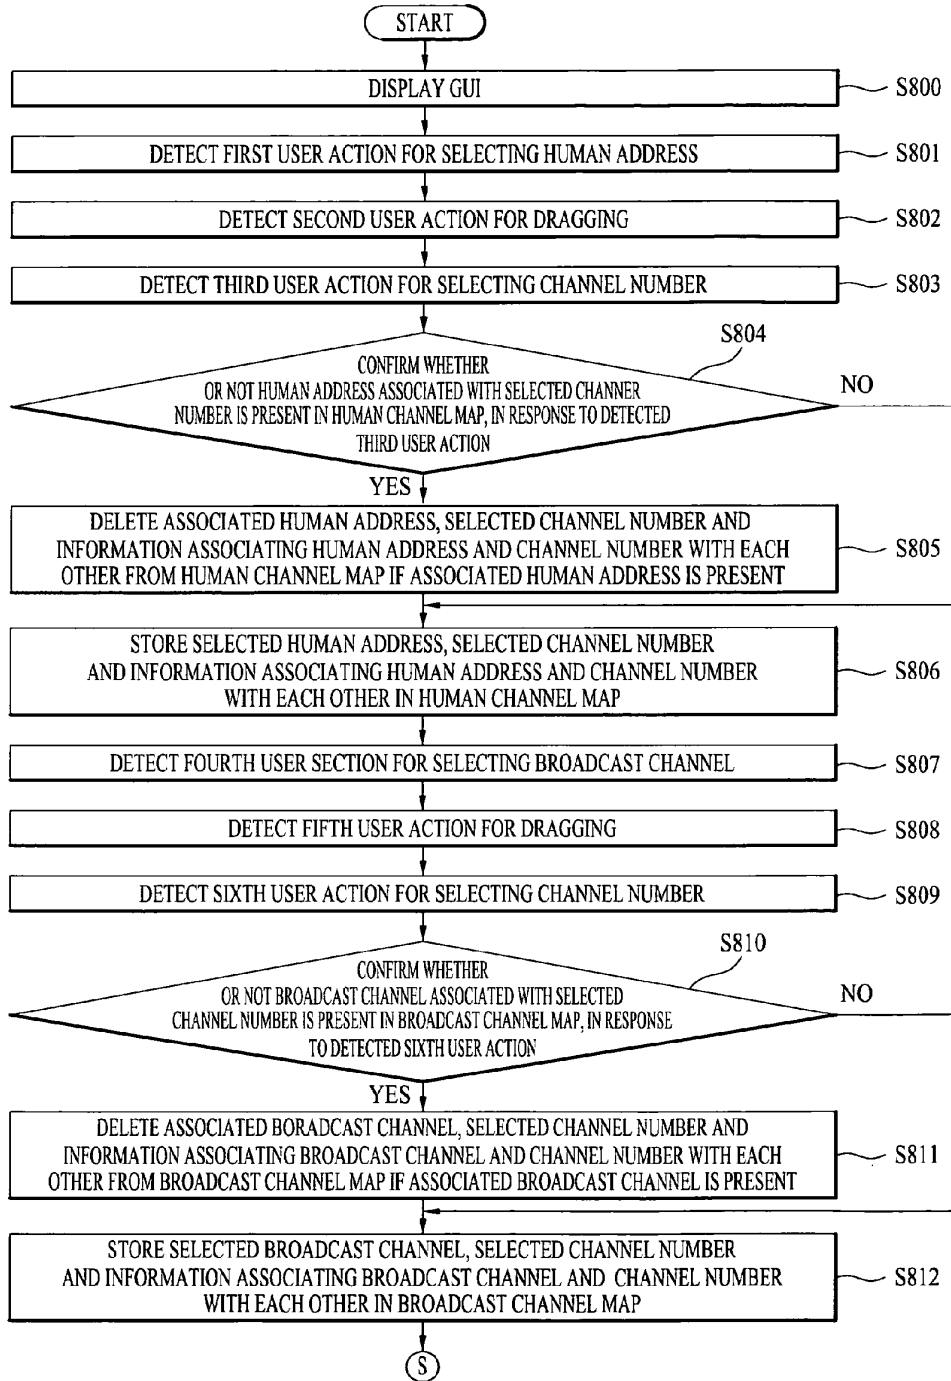 START
DISPLAY GUI
S800
DETECT FIRST USER ACTION FOR SELECTING HUMAN ADDRESS
S801
DETECT SECOND USER ACTION FOR DRAGGING
S802
DETECT THIRD USER ACTION FOR SELECTING CHANNEL NUMBER
S803
S804
CONFIRM WHETHER
OR NOT HUMAN ADDRESS ASSOCIATED WITH SELECTED CHANNER
NUMBER IS PRESENT IN HUMAN CHANNEL MAP, IN RESPONSE TO DETECTED
THIRD USER ACTION
NO
YES
DELETE ASSOCIATED HUMAN ADDRESS, SELECTED CHANNEL NUMBER AND
INFORMATION ASSOCIATING HUMAN ADDRESS AND CHANNEL NUMBER WITH EACH
OTHER FROM HUMAN CHANNEL MAP IF ASSOCIATED HUMAN ADDRESS IS PRESENT
S805
STORE SELECTED HUMAN ADDRESS, SELECTED CHANNEL NUMBER
AND INFORMATION ASSOCIATING HUMAN ADDRESS AND CHANNEL NUMBER
WITH EACH OTHER IN HUMAN CHANNEL MAP
S806
DETECT FOURTH USER SECTION FOR SELECTING BROADCAST CHANNEL
S807
DETECT FIFTH USER ACTION FOR DRAGGING
S808
DETECT SIXTH USER ACTION FOR SELECTING CHANNEL NUMBER
S809
S810
CONFIRM WHETHER
OR NOT BROADCAST CHANNEL ASSOCIATED WITH SELECTED
CHANNEL NUMBER IS PRESENT IN BROADCAST CHANNEL MAP, IN RESPONSE
TO DETECTED SIXTH USER ACTION
NO
YES
DELETE ASSOCIATED BORADCAST CHANNEL, SELECTED CHANNEL NUMBER AND
INFORMATION ASSOCIATING BROADCAST CHANNEL AND CHANNEL NUMBER WITH EACH
OTHER FROM BROADCAST CHANNEL MAP IF ASSOCIATED BROADCAST CHANNEL IS PRESENT
S811
STORE SELECTED BROADCAST CHANNEL, SELECTED CHANNEL NUMBER
AND INFORMATION ASSOCIATING BROADCAST CHANNEL AND CHANNEL NUMBER
WITH EACH OTHER IN BROADCAST CHANNEL MAP
S812
S